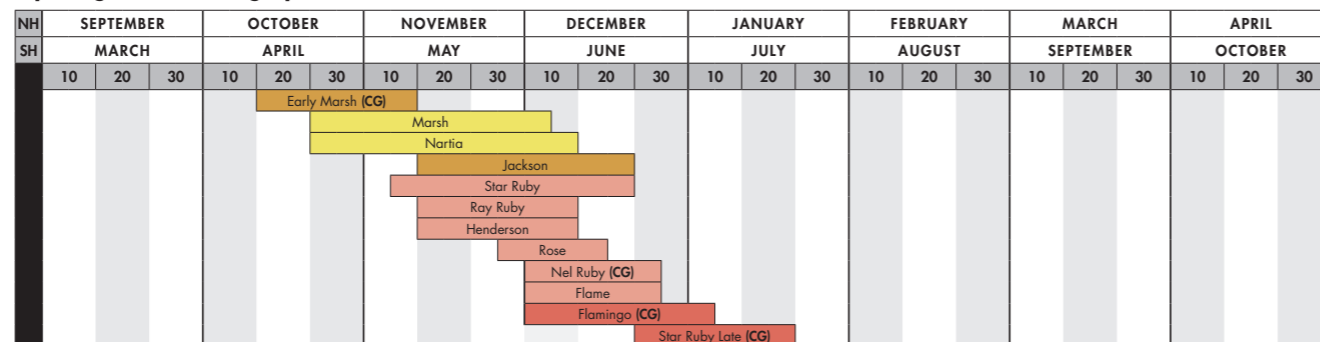 NH SEPTEMBER OCTOBER NOVEMBER DECEMBER JANUARY FEBRUARY MARCH APRIL
SH MARCH APRIL MAY JUNE JULY AUGUST SEPTEMBER OCTOBER
10 20 30 10 20 30 10 20 30 10 20 30 10 20 30 10 20 30 10 20 30 10 20 30
Early Marsh (CG)
Marsh
Nartia
Jackson
Star Ruby
Ray Ruby
Henderson
Rose
Nel Ruby (CG)
Flame
Flamingo (CG)
Star Ruby Late (CG)